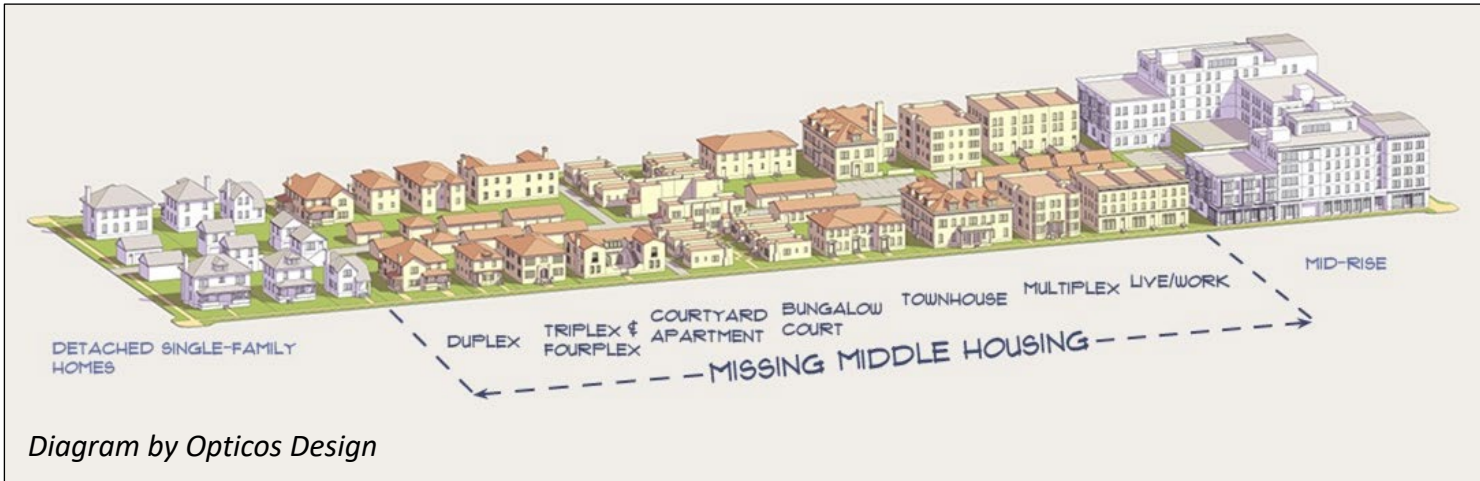 DETACHED SINGLE-FAMILY
HOMES
DUPLEX
TRIPLEX &
FOURPLEX
COURTYARD
APARTMENT
BUNGALOW
COURT
TOWNHOUSE
MULTIPLEX
LIVE/WORK
MID-RISE
MISSING MIDDLE HOUSING
Diagram by Opticos Design